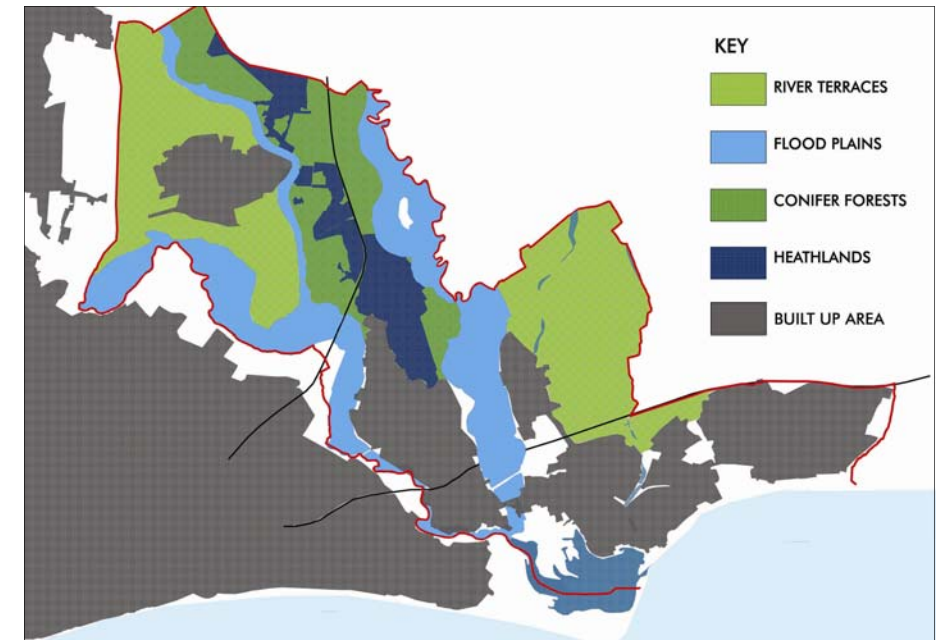 KEY
RIVER TERRACES
FLOOD PLAINS
CONIFER FORESTS
HEATHLANDS
BUILT UP AREA